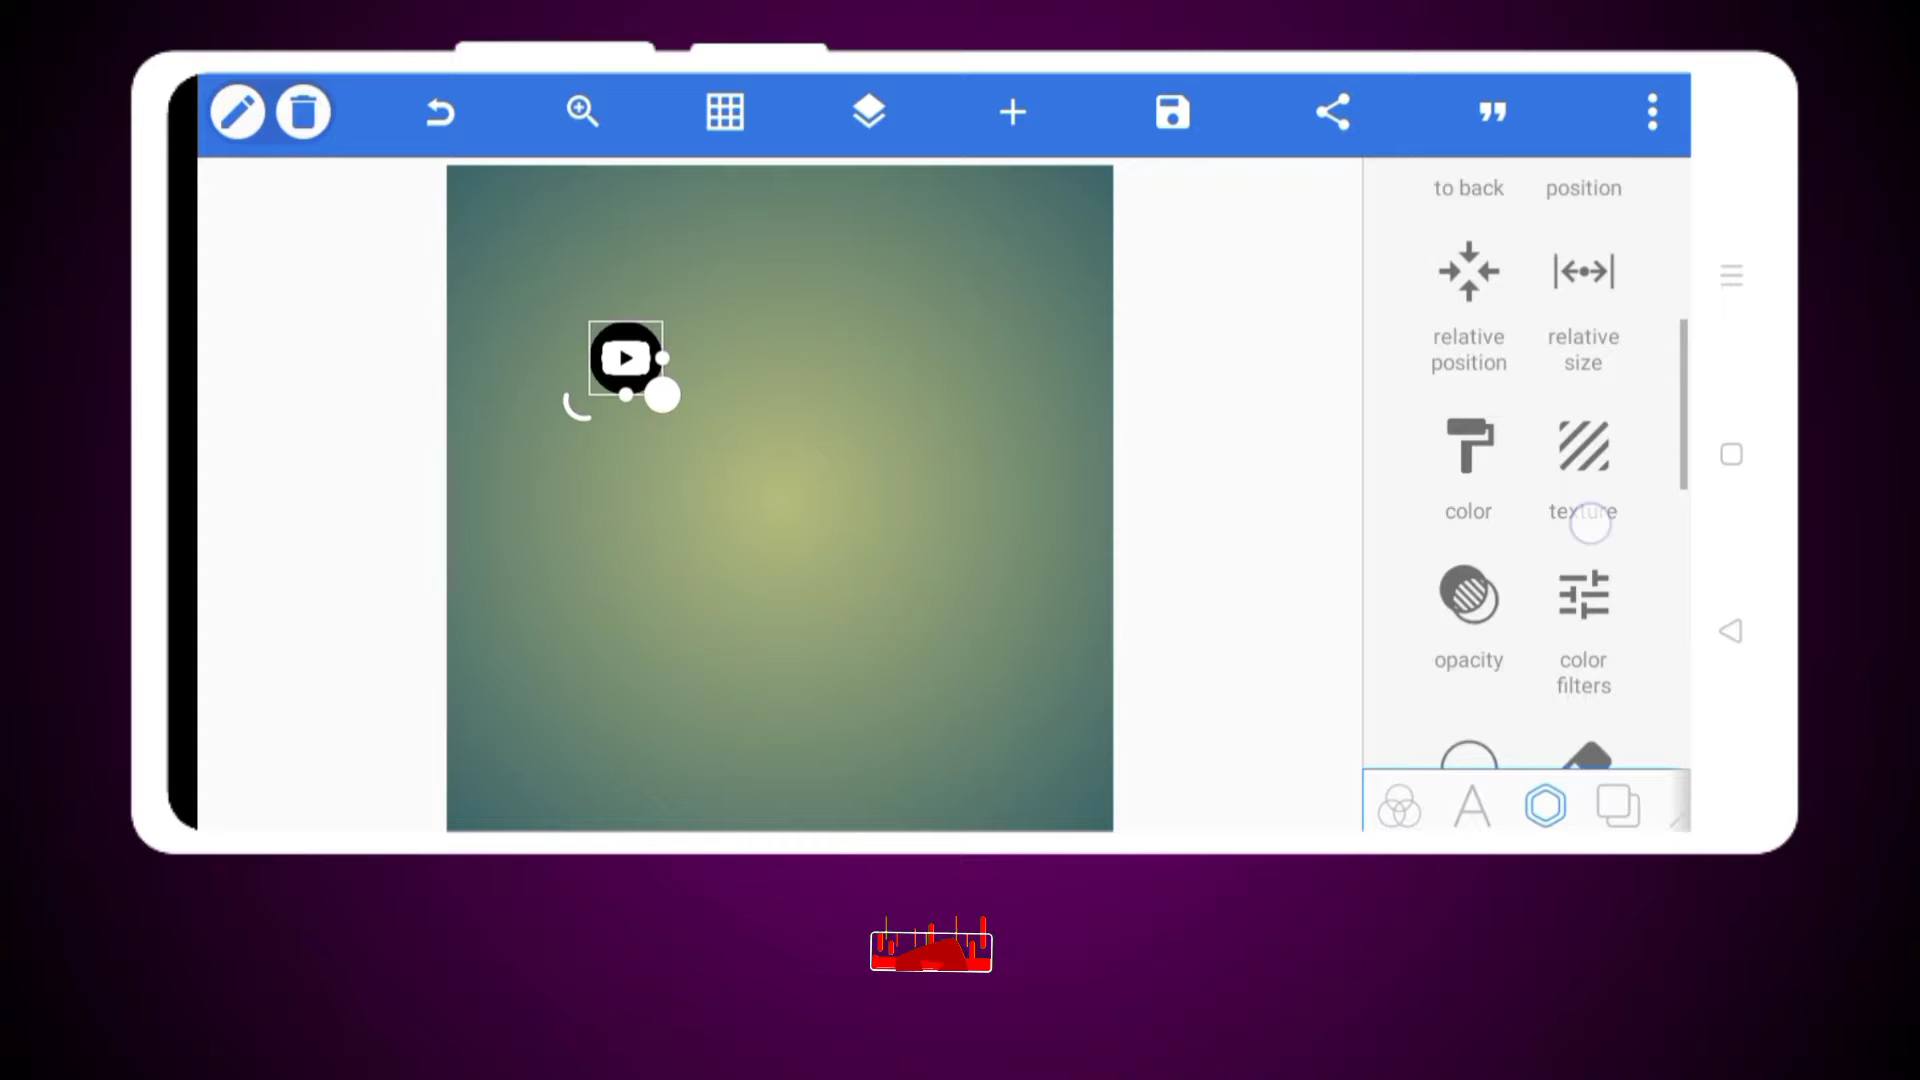 to back
position
relative
position
relative
size
color
texture
opacity
color
filters